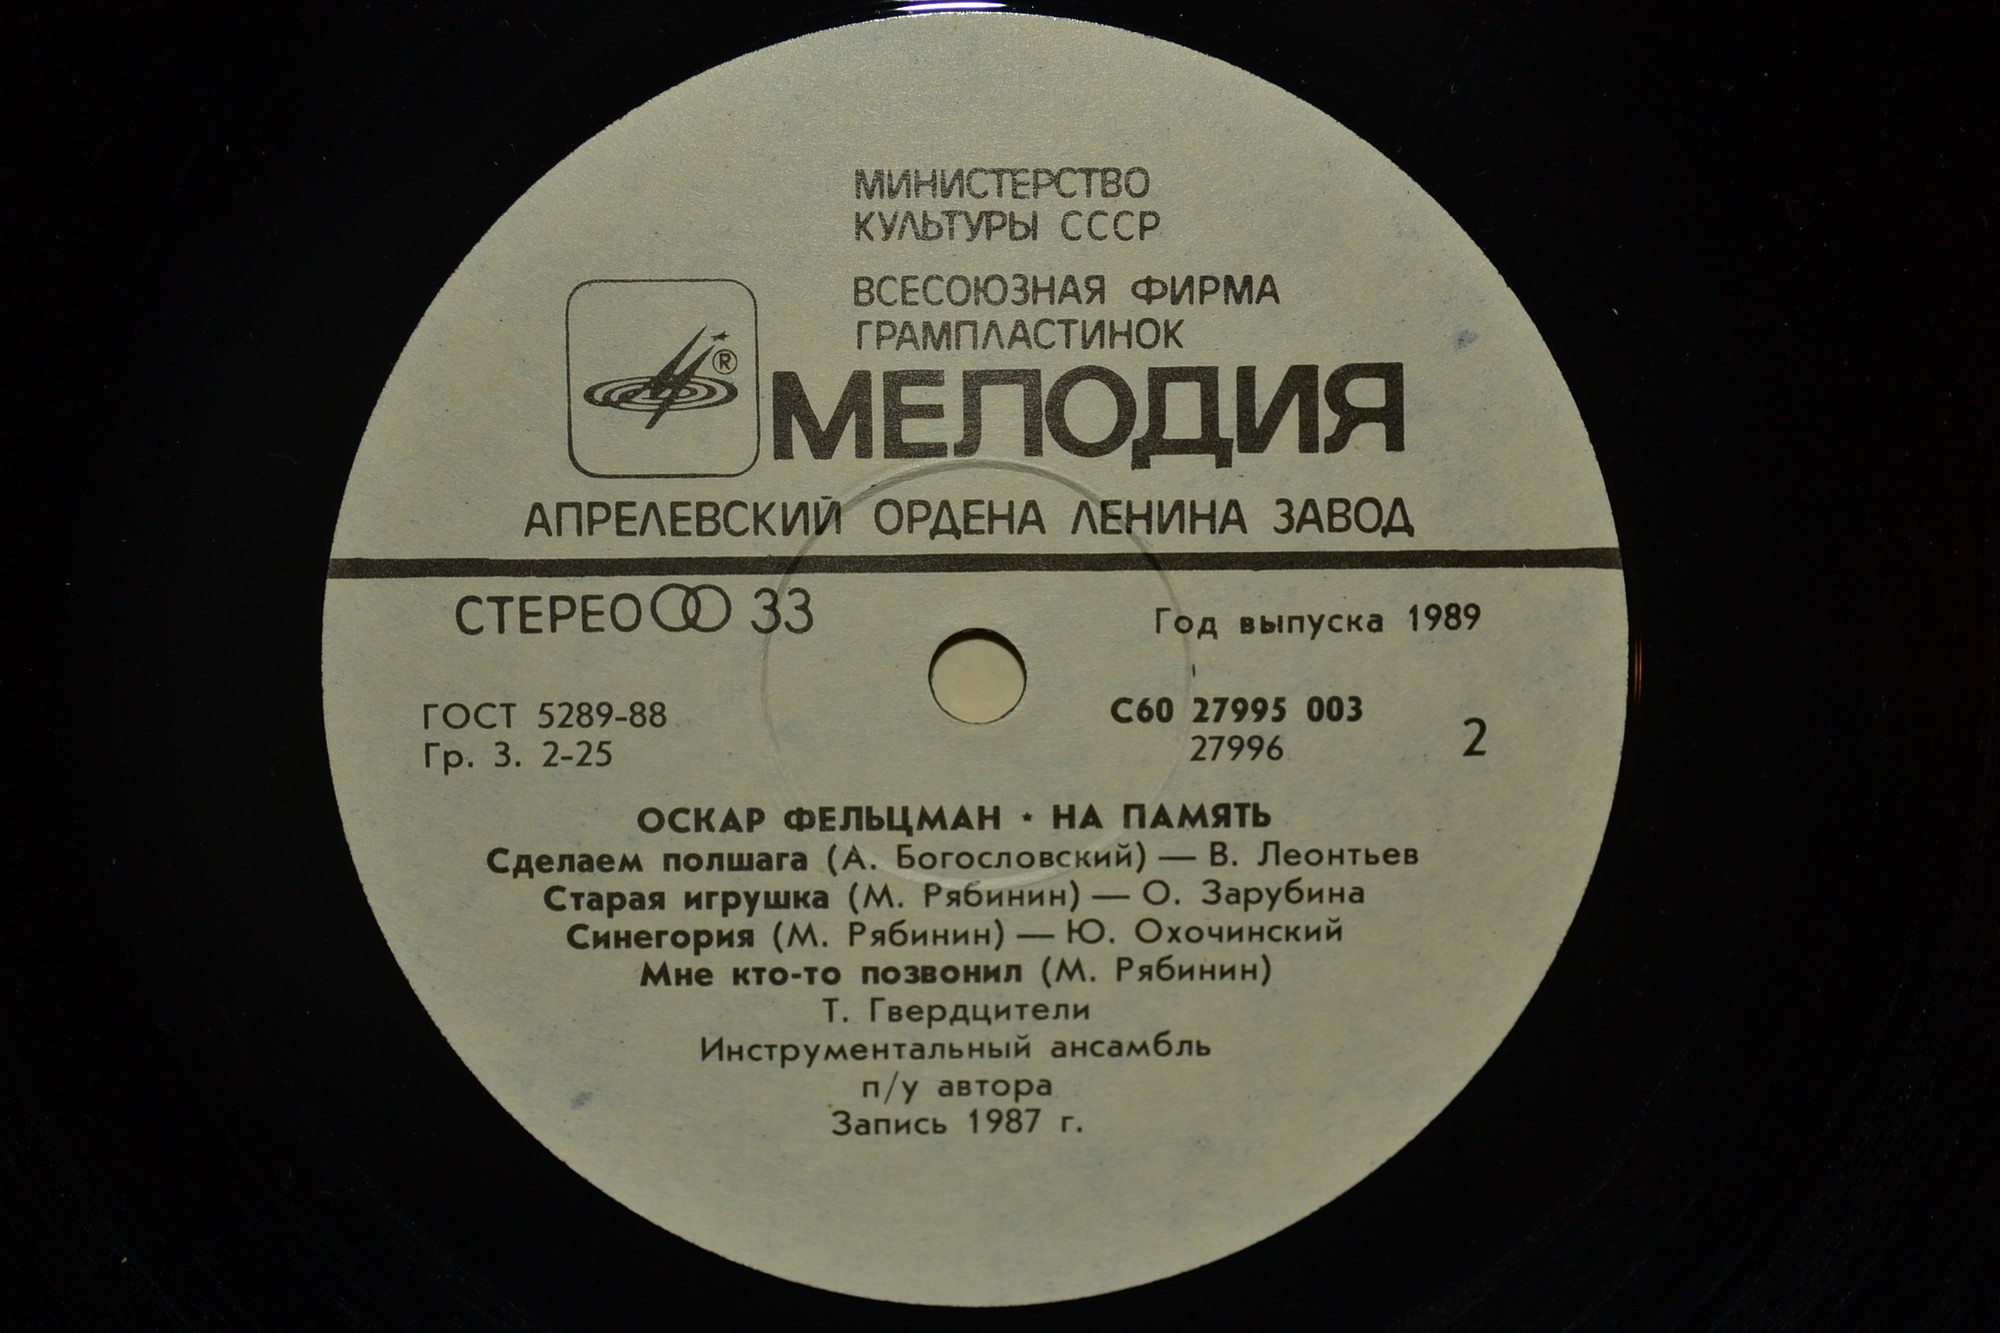 МИНИСТЕРСТВО
КУЛЬТУРЫ СССР
ВСЕСОЮЗНАЯ ФИРМА
ГРАМПЛАСТИНОК
®
МЕЛОДИЯ
АПРЕЛЕВСКИЙ ОРДЕНА ЛЕНИНА ЗАВОД
СТЕРЕО 33
Год выпуска 1989
ГОСТ 5289-88
Гр. 3. 2-25
С60 27995 003
27996
2
ОСКАР ФЕЛЬЦМАН · НА ПАМЯТЬ
Сделаем полшага (А. Богословский) — В. Леонтьев
Старая игрушка (М. Рябинин) — О. Зарубина
Синегория (М. Рябинин) — Ю. Охочинский
Мне кто-то позвонил (М. Рябинин)
Т. Гвердцители
Инструментальный ансамбль
п/у автора
Запись 1987 г.